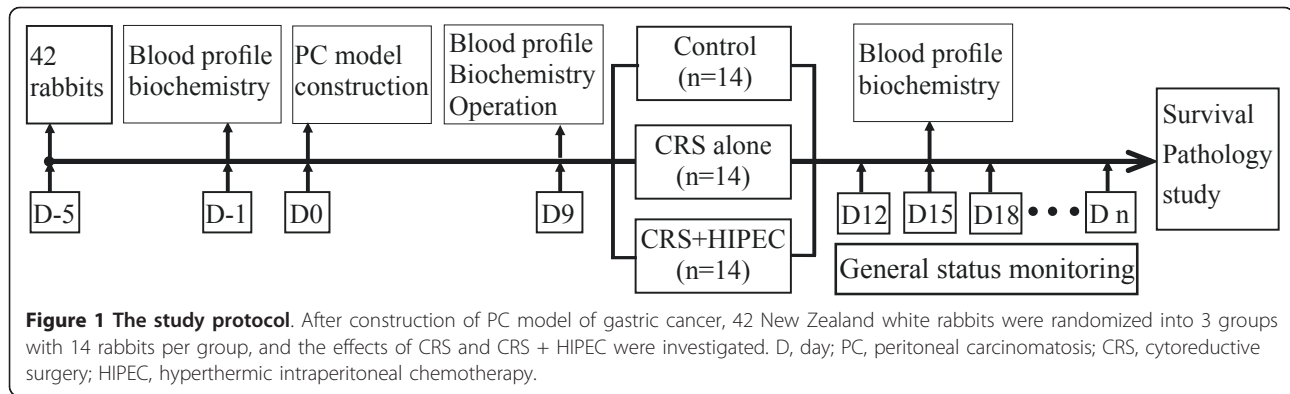 42
rabbits
Blood profile
biochemistry
PC model
construction
Blood profile
Biochemistry
Operation
Control
(n=14)
CRS alone
(n=14)
CRS+HIPEC
(n=14)
Blood profile
biochemistry
Survival
Pathology
study
D-5
D-1
D0
D9
D12
D15
D18
•••
D n
General status monitoring
Figure 1 The study protocol. After construction of PC model of gastric cancer, 42 New Zealand white rabbits were randomized into 3 groups
with 14 rabbits per group, and the effects of CRS and CRS + HIPEC were investigated. D, day; PC, peritoneal carcinomatosis; CRS, cytoreductive
surgery; HIPEC, hyperthermic intraperitoneal chemotherapy.